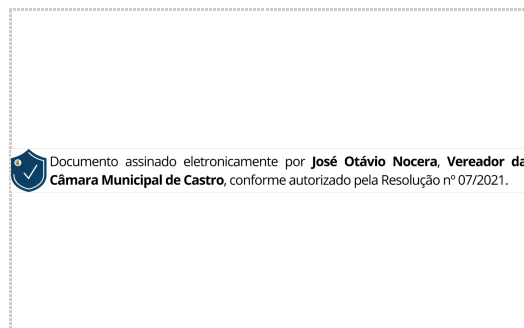 Documento assinado eletronicamente por José Otávio Nocera, Vereador da
Câmara Municipal de Castro, conforme autorizado pela Resolução nº 07/2021.